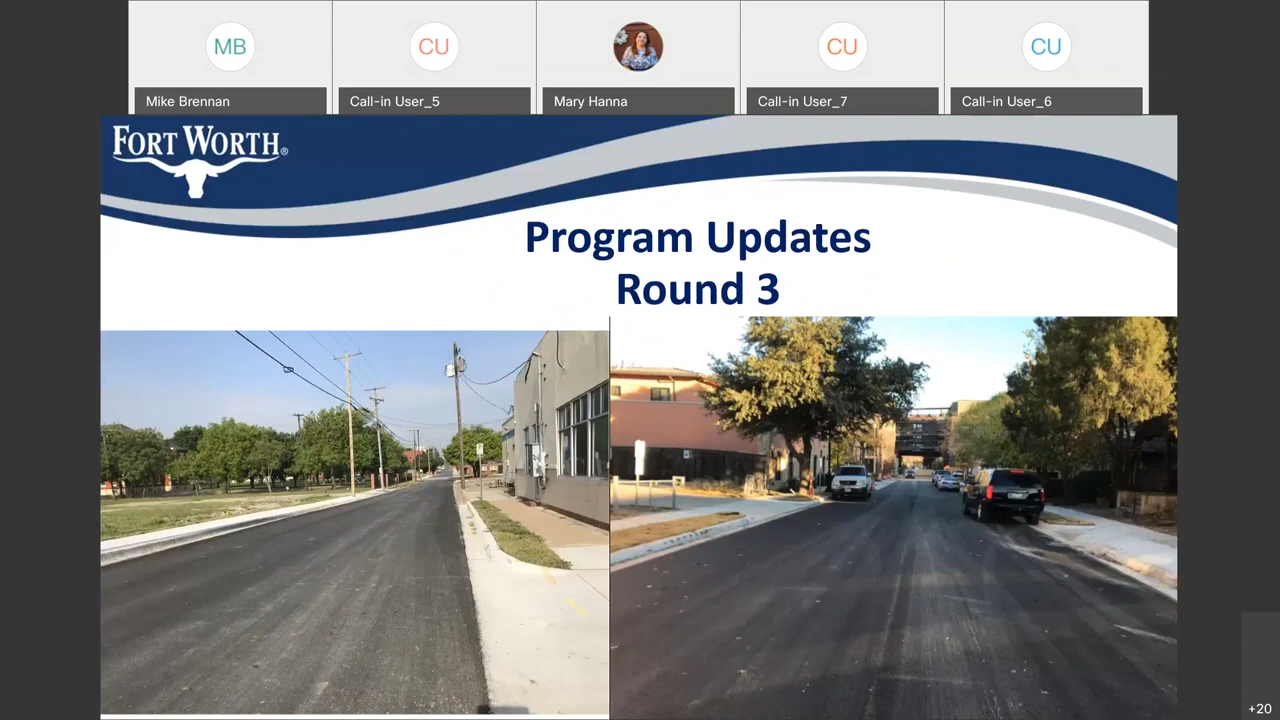 MB
CU
CU
CU
Mike Brennan
Call-in User_5
Mary Hanna
Call-in User_7
Call-in User_6
FORT WORTH®
Program Updates
Round 3
+20